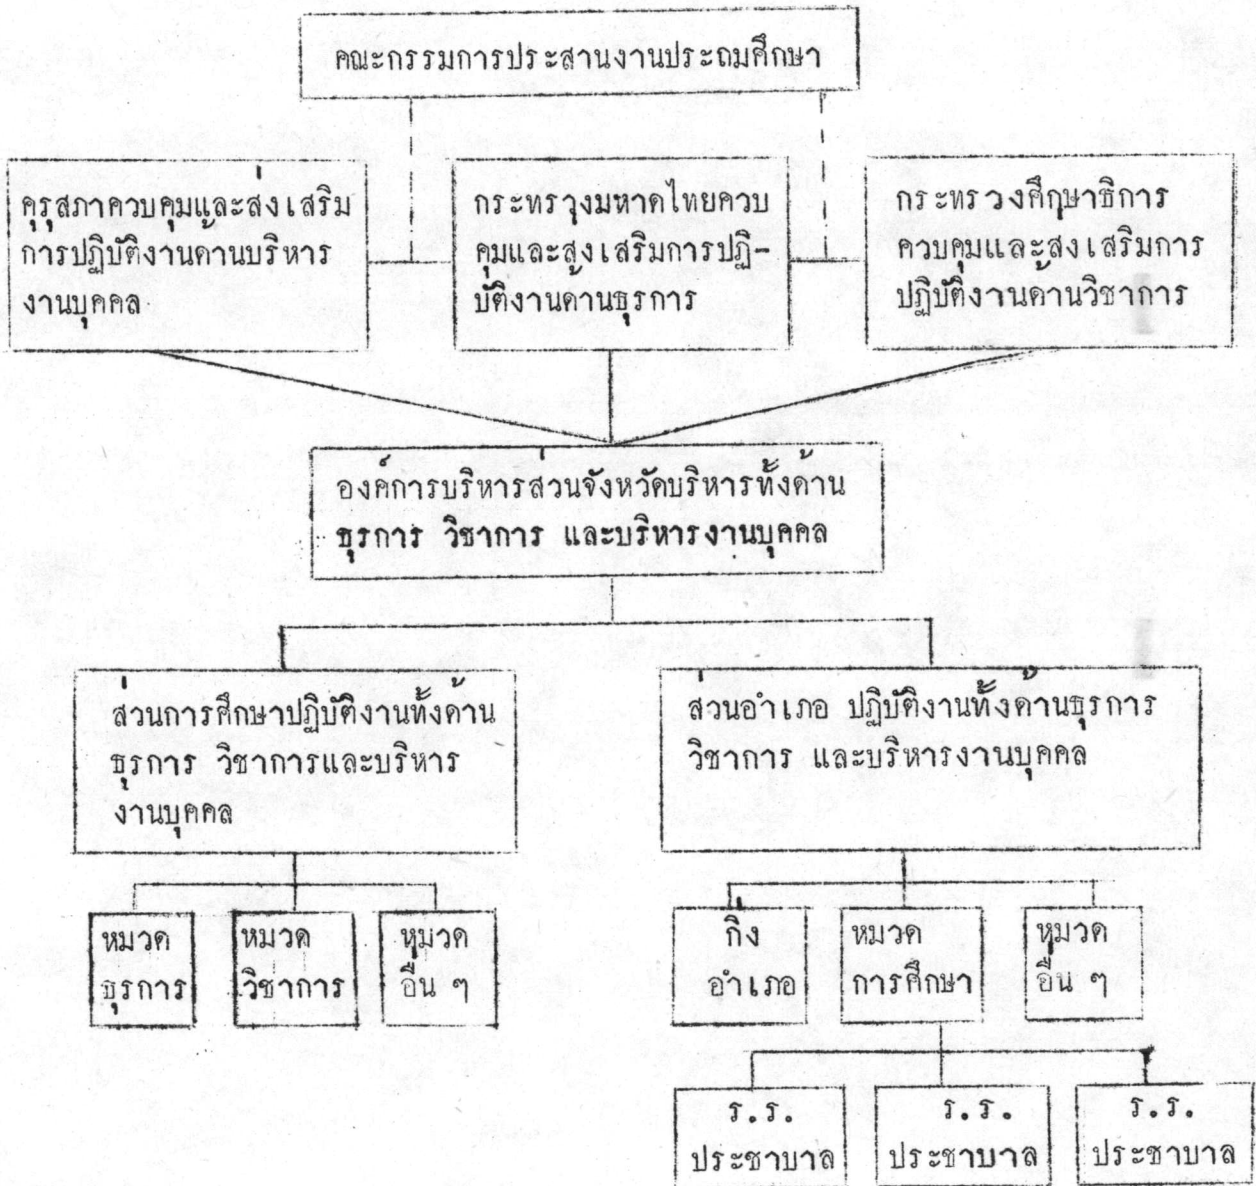 คณะกรรมการประสานงานประถมศึกษา
คุรุสภาควบคุมและส่งเสริม
การปฏิบัติงานด้านบริหาร
งานบุคคล
กระทรวงมหาดไทยควบ
คุมและส่งเสริมการปฏิ-
บัติงานด้านธุรการ
กระทรวงศึกษาธิการ
ควบคุมและส่งเสริมการ
ปฏิบัติงานด้านวิชาการ
องค์การบริหารส่วนจังหวัดบริหารทั้งด้าน
ธุรการ วิชาการ และบริหารงานบุคคล
ส่วนการศึกษาปฏิบัติงานทั้งด้าน
ธุรการ วิชาการและบริหาร
งานบุคคล
ส่วนอำเภอ ปฏิบัติงานทั้งด้านธุรการ
วิชาการ และบริหารงานบุคคล
หมวด
ธุรการ
หมวด
วิชาการ
หมวด
อื่น ๆ
กิ่ง
อำเภอ
หมวด
การศึกษา
หมวด
อื่น ๆ
ร.ร.
ประชาบาล
ร.ร.
ประชาบาล
ร.ร.
ประชาบาล